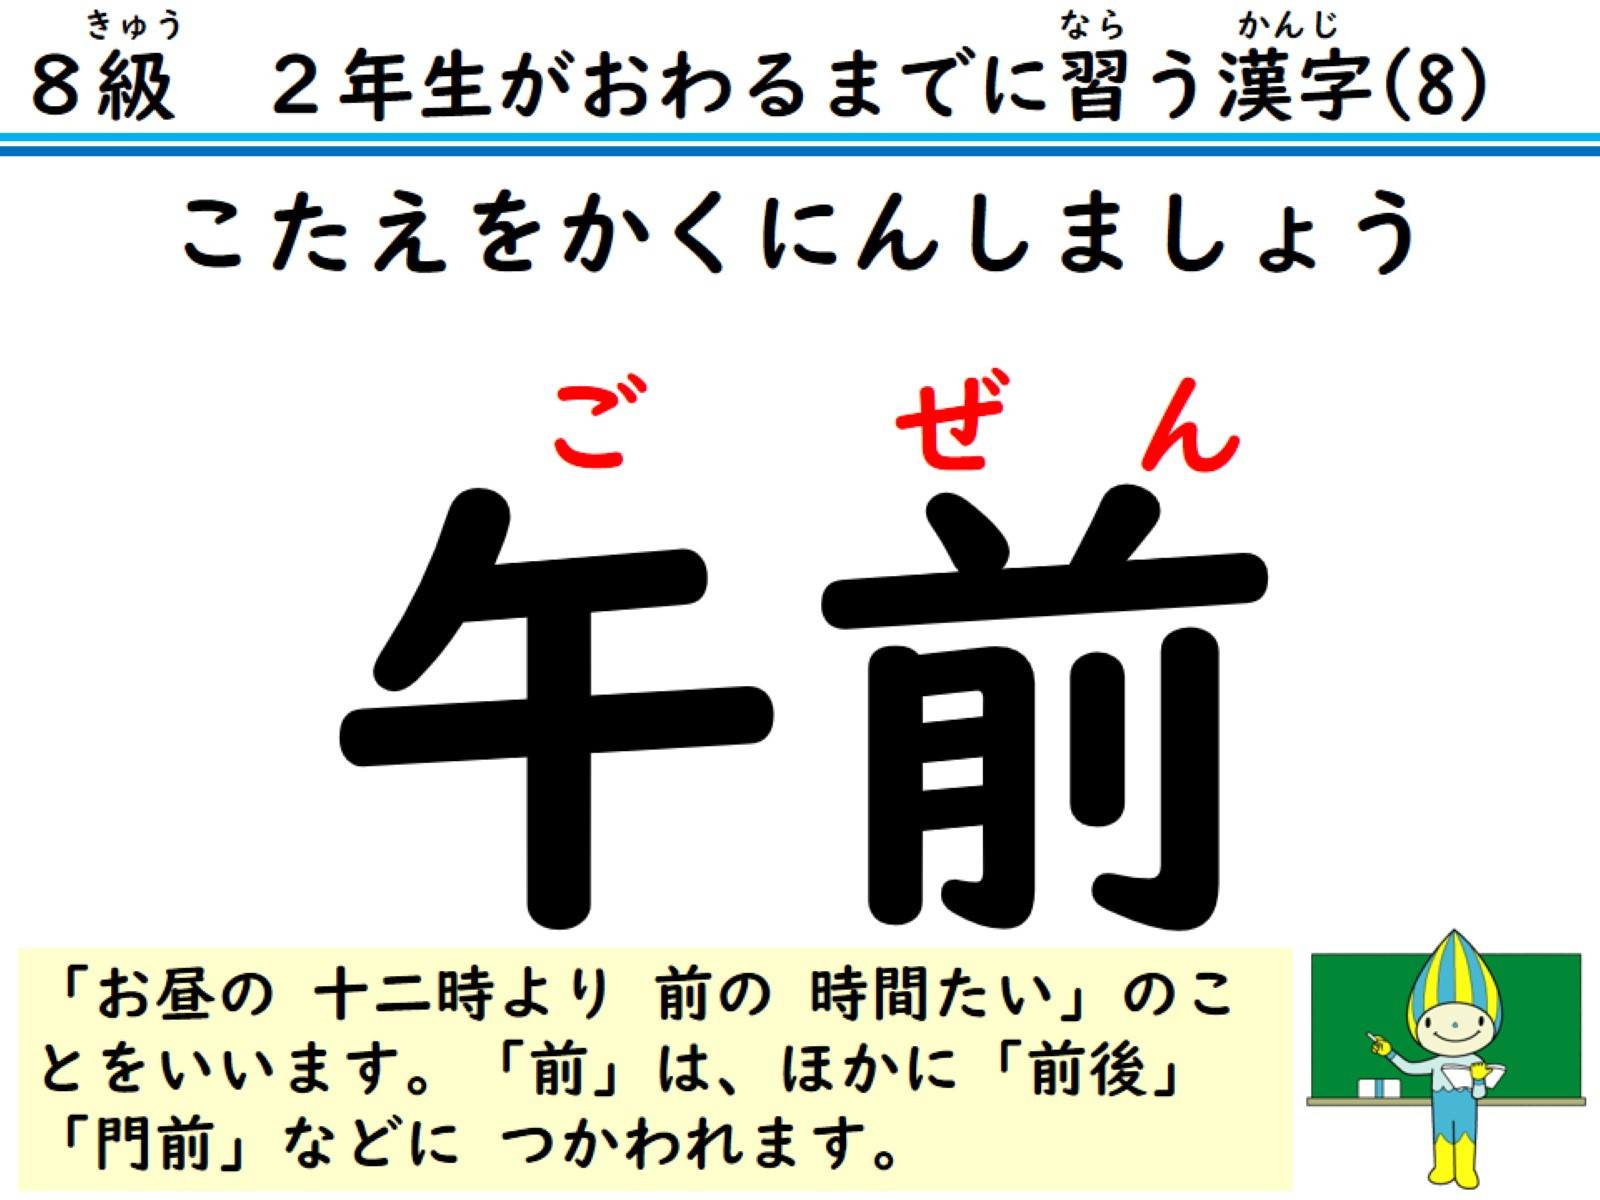 きゅう なら かんじ
８級　２年生がおわるまでに習う漢字(8)
こたえをかくにんしましょう
ご ぜ ん
午前
「お昼の 十二時より 前の 時間たい」のこ
とをいいます。「前」は、ほかに「前後」
「門前」などに つかわれます。